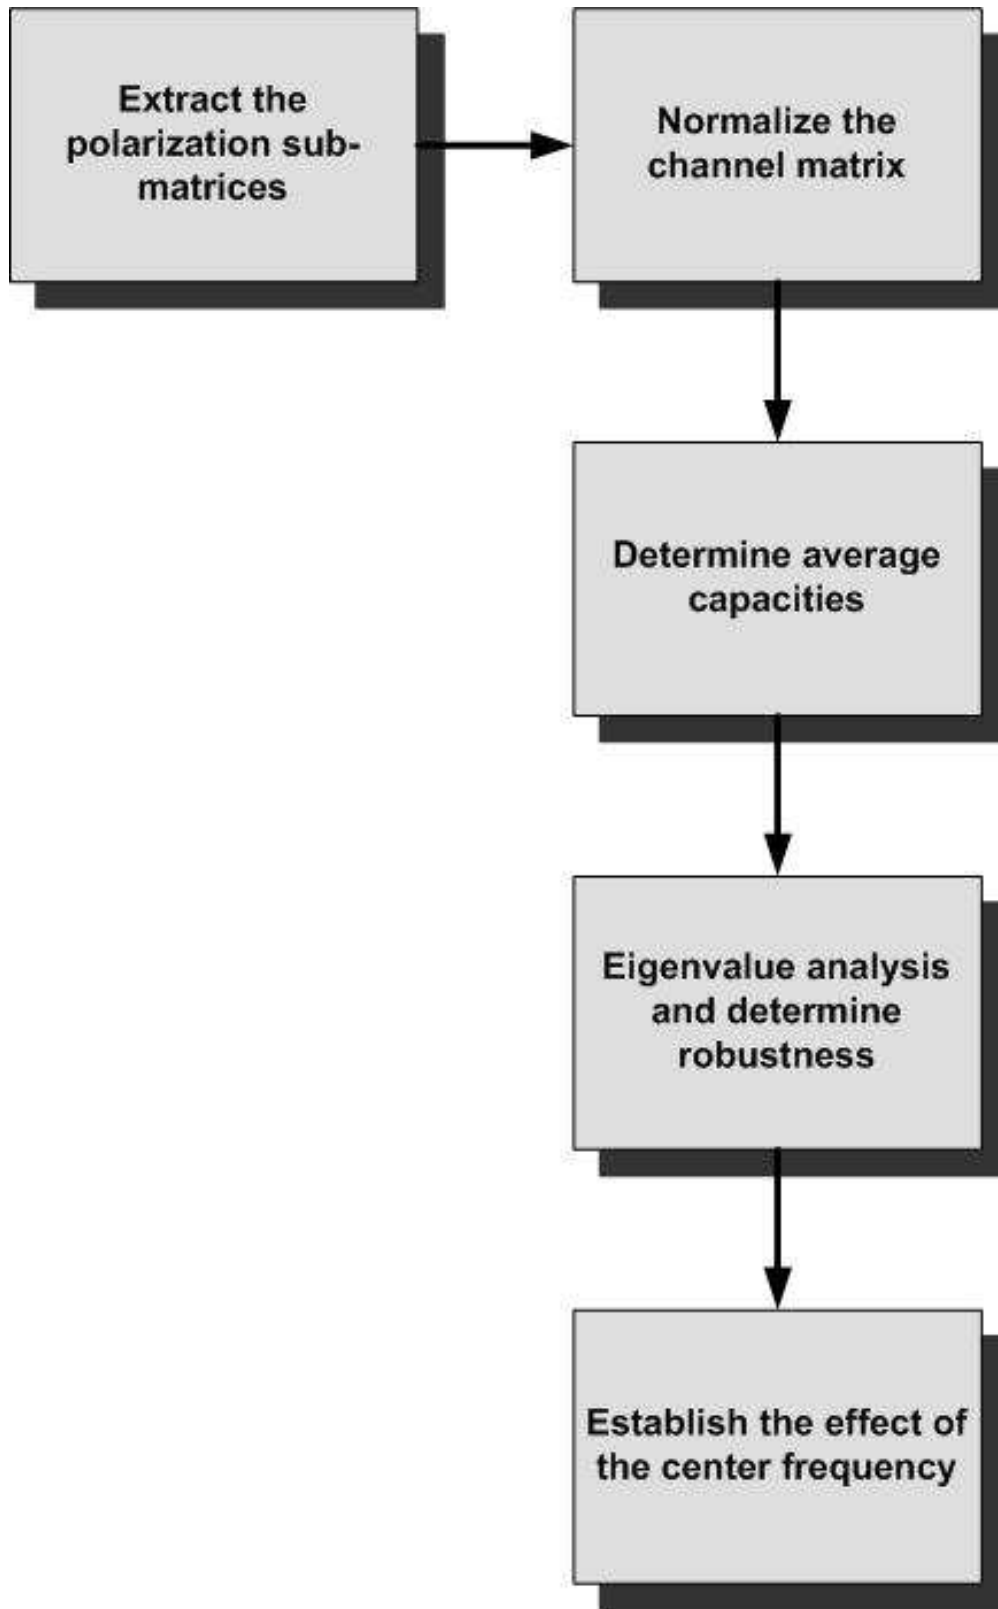 Extract the
polarization sub-
matrices
Normalize the
channel matrix
Determine average
capacities
Eigenvalue analysis
and determine
robustness
Establish the effect of
the center frequency